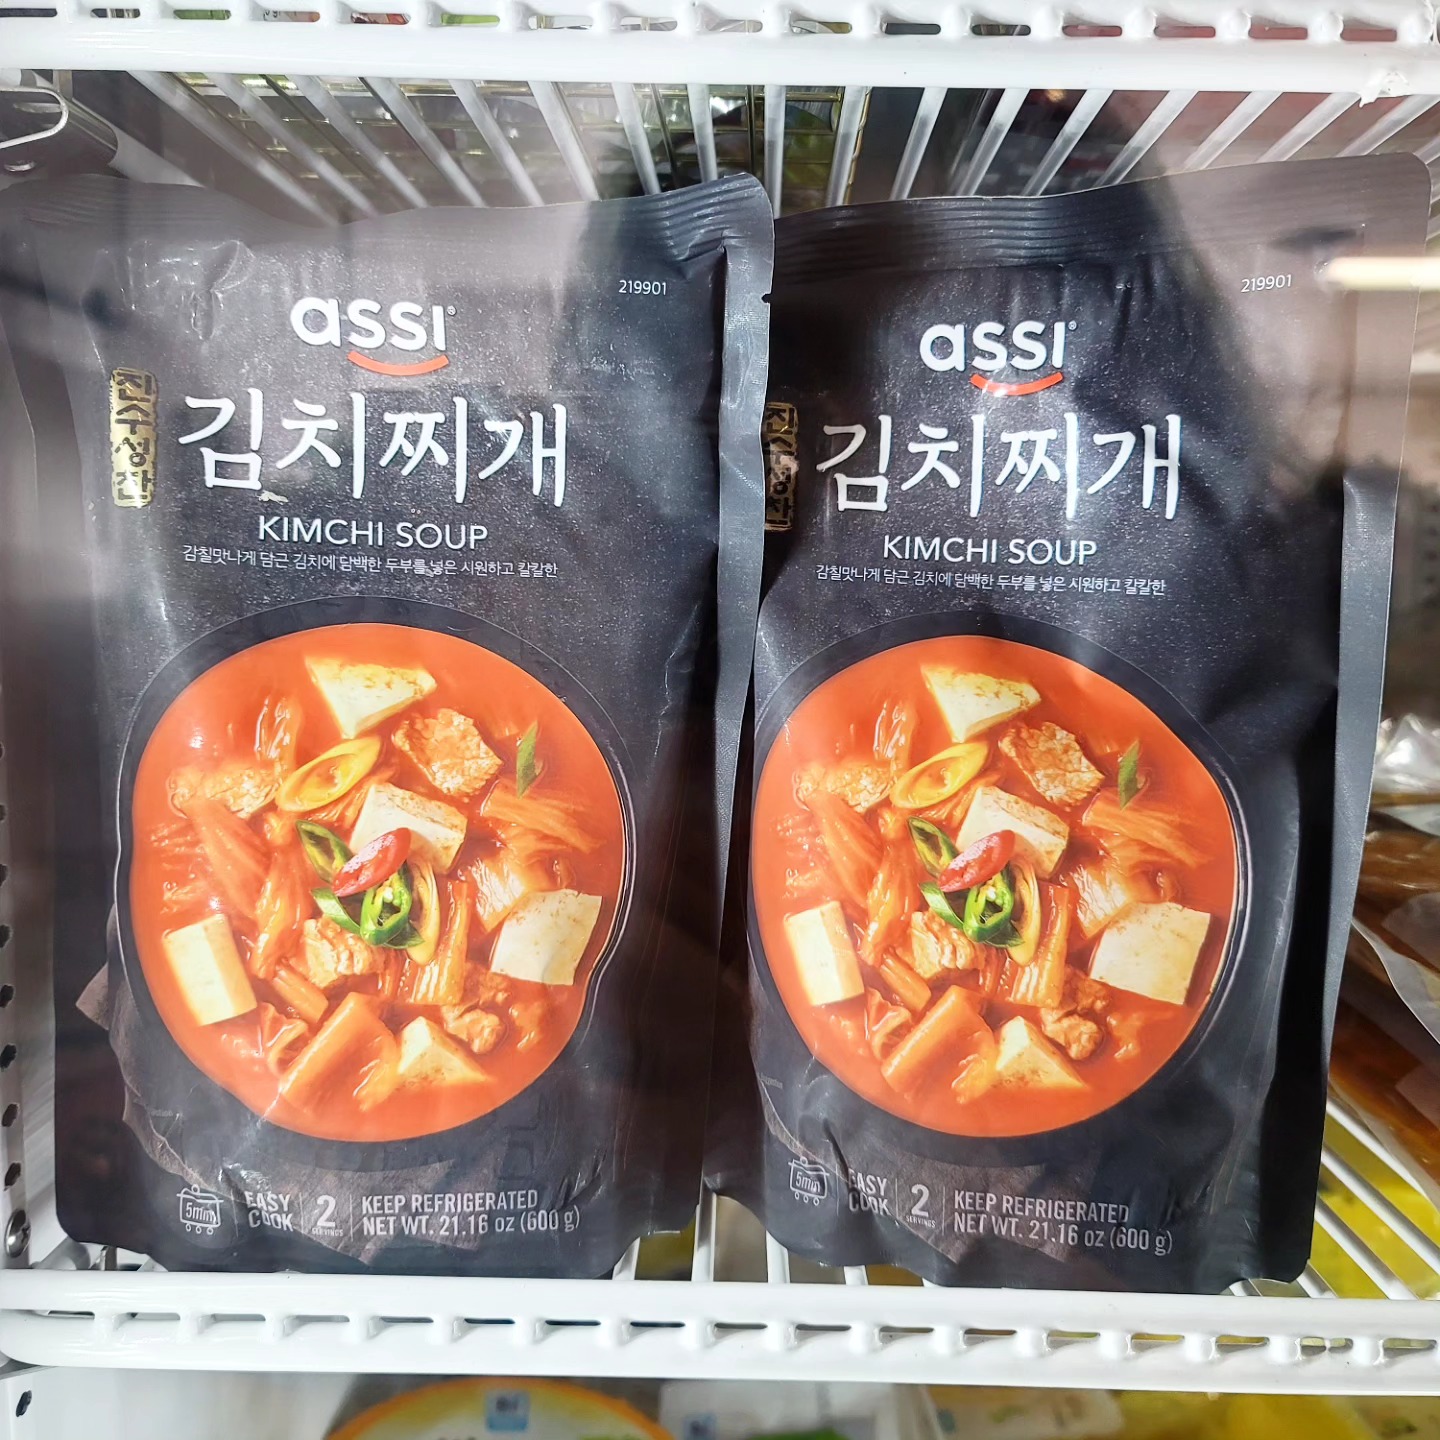 219901
assi®
진수성찬
김치찌개
KIMCHI SOUP
감칠맛나게 담근 김치에 담백한 두부를 넣은 시원하고 칼칼한
5min
EASY COOK
2 SERVINGS
KEEP REFRIGERATED
NET WT. 21.16 oz (600 g)
219901
assi®
진수성찬
김치찌개
KIMCHI SOUP
감칠맛나게 담근 김치에 담백한 두부를 넣은 시원하고 칼칼한
5min
EASY COOK
2 SERVINGS
KEEP REFRIGERATED
NET WT. 21.16 oz (600 g)